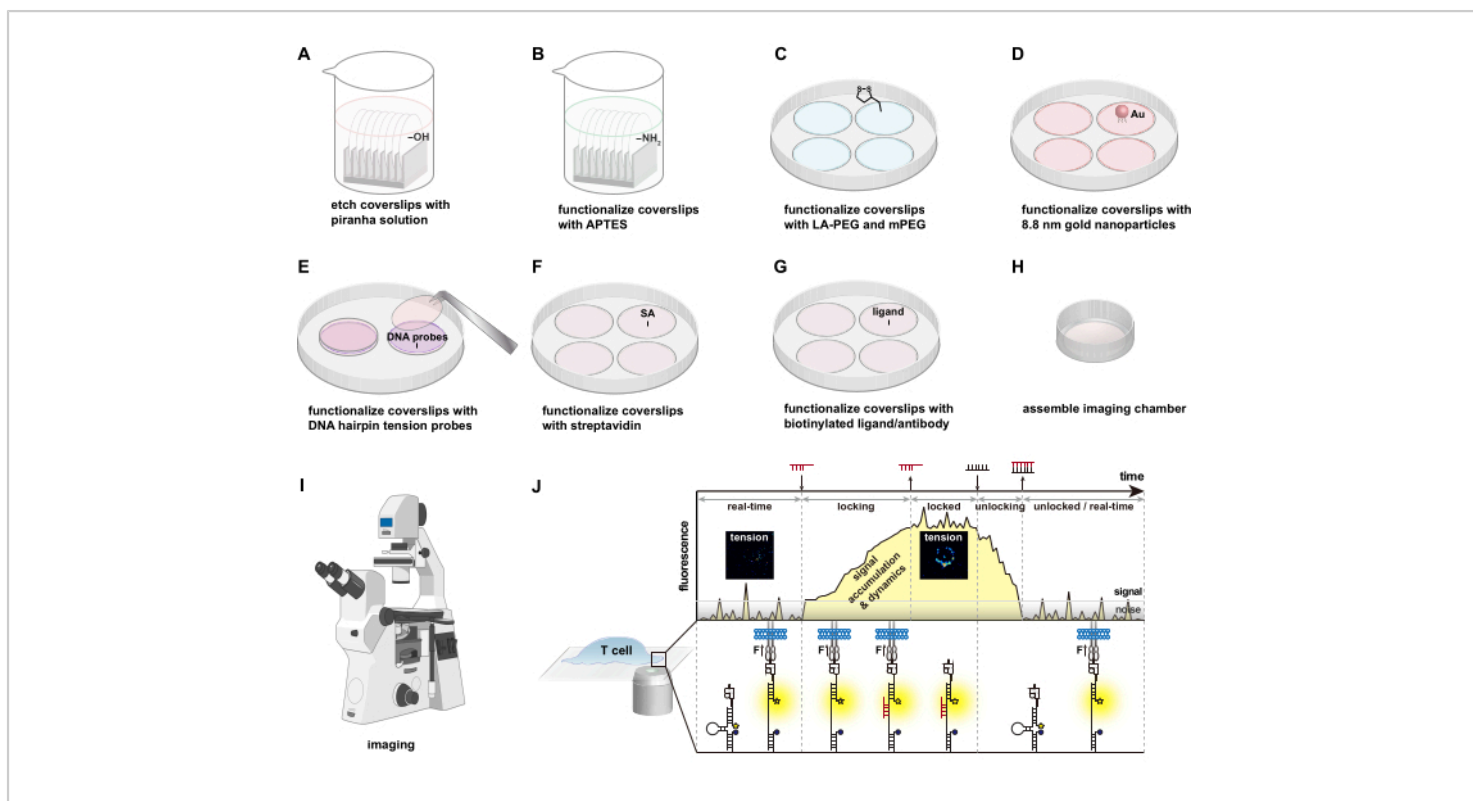 A
–OH
etch coverslips with
piranha solution
B
–NH₂
functionalize coverslips
with APTES
C
S–S
functionalize coverslips
with LA-PEG and mPEG
D
Au
functionalize coverslips with
8.8 nm gold nanoparticles
E
DNA probes
functionalize coverslips with
DNA hairpin tension probes
F
SA
functionalize coverslips
with streptavidin
G
ligand
functionalize coverslips with
biotinylated ligand/antibody
H
assemble imaging chamber
I
imaging
J
time
real-time
locking
locked
unlocking
unlocked / real-time
fluorescence
tension
signal
accumulation
& dynamics
tension
signal
noise
T cell
F↑
F↑
F↑
F↑